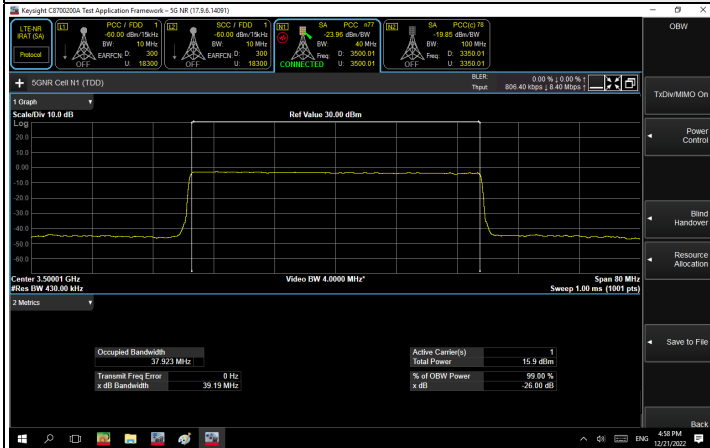 Keysight C8700200A Test Application Framework – 5G NR (17.9.6.14091)
LTE-NR IRAT (SA)
Protocol
L1
PCC / FDD 1
-60.00 dBm/15kHz
BW: 10 MHz
EARFCN: D: 300
U: 18300
OFF
L2
SCC / FDD 1
-60.00 dBm/15kHz
BW: 10 MHz
EARFCN: D: 300
U: 18300
OFF
N1
SA PCC n77
-23.96 dBm/BW
BW: 40 MHz
Freq: D: 3500.01
U: 3500.01
CONNECTED
N2
SA PCC(c) 78
-19.85 dBm/BW
BW: 100 MHz
Freq: D: 3350.01
U: 3350.01
OFF
OBW
+ 5GNR Cell N1 (TDD)
BLER: 0.00 % ↓ 0.00 % ↑
Thput: 806.40 kbps ↓ 8.40 Mbps ↑
1 Graph
Scale/Div 10.0 dB
Ref Value 30.00 dBm
Log
20.0
10.0
0.00
-10.0
-20.0
-30.0
-40.0
-50.0
-60.0
Center 3.50001 GHz
Video BW 4.0000 MHz*
Span 80 MHz
#Res BW 430.00 kHz
Sweep 1.00 ms (1001 pts)
2 Metrics
Occupied Bandwidth
37.923 MHz
Transmit Freq Error 0 Hz
x dB Bandwidth 39.19 MHz
Active Carrier(s) 1
Total Power 15.9 dBm
% of OBW Power 99.00 %
x dB -26.00 dB
TxDiv/MIMO On
Power Control
Blind Handover
Resource Allocation
Save to File
Back
ENG
4:58 PM
12/21/2022